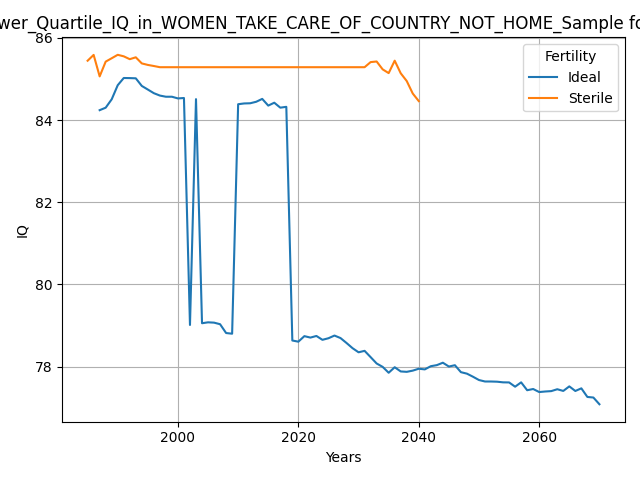 wer_Quartile_IQ_in_WOMEN_TAKE_CARE_OF_COUNTRY_NOT_HOME_Sample fo
86
84
82
80
78
IQ
Fertility
Ideal
Sterile
2000 2020 2040 2060
Years